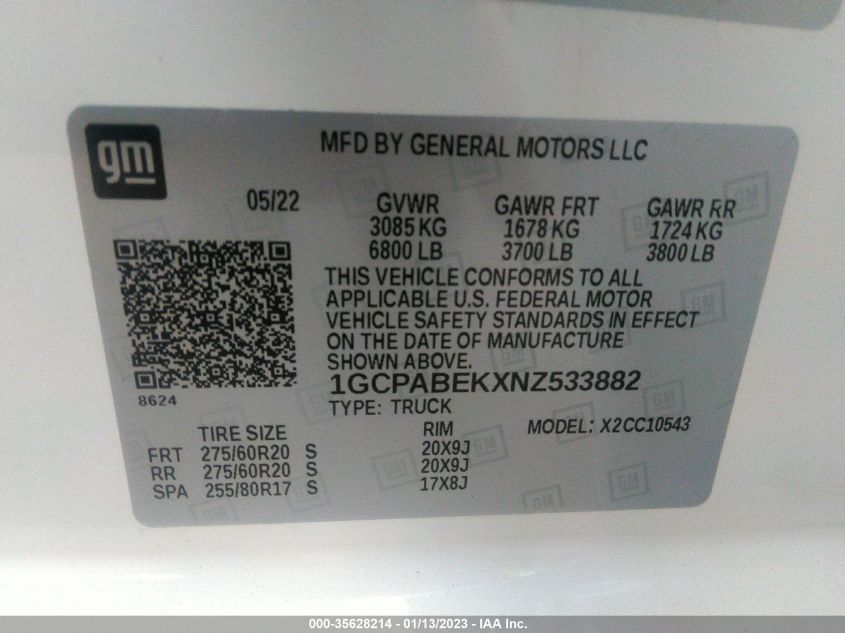 gm
MFD BY GENERAL MOTORS LLC
05/22
GVWR GAWR FRT GAWR RR
3085 KG 1678 KG 1724 KG
6800 LB 3700 LB 3800 LB
THIS VEHICLE CONFORMS TO ALL
APPLICABLE U.S. FEDERAL MOTOR
VEHICLE SAFETY STANDARDS IN EFFECT
ON THE DATE OF MANUFACTURE
SHOWN ABOVE.
8624
1GCPABEKXNZ533882
TYPE: TRUCK
MODEL: X2CC10543
TIRE SIZE RIM
FRT 275/60R20 S 20X9J
RR 275/60R20 S 20X9J
SPA 255/80R17 S 17X8J
000-35628214 - 01/13/2023 - IAA Inc.